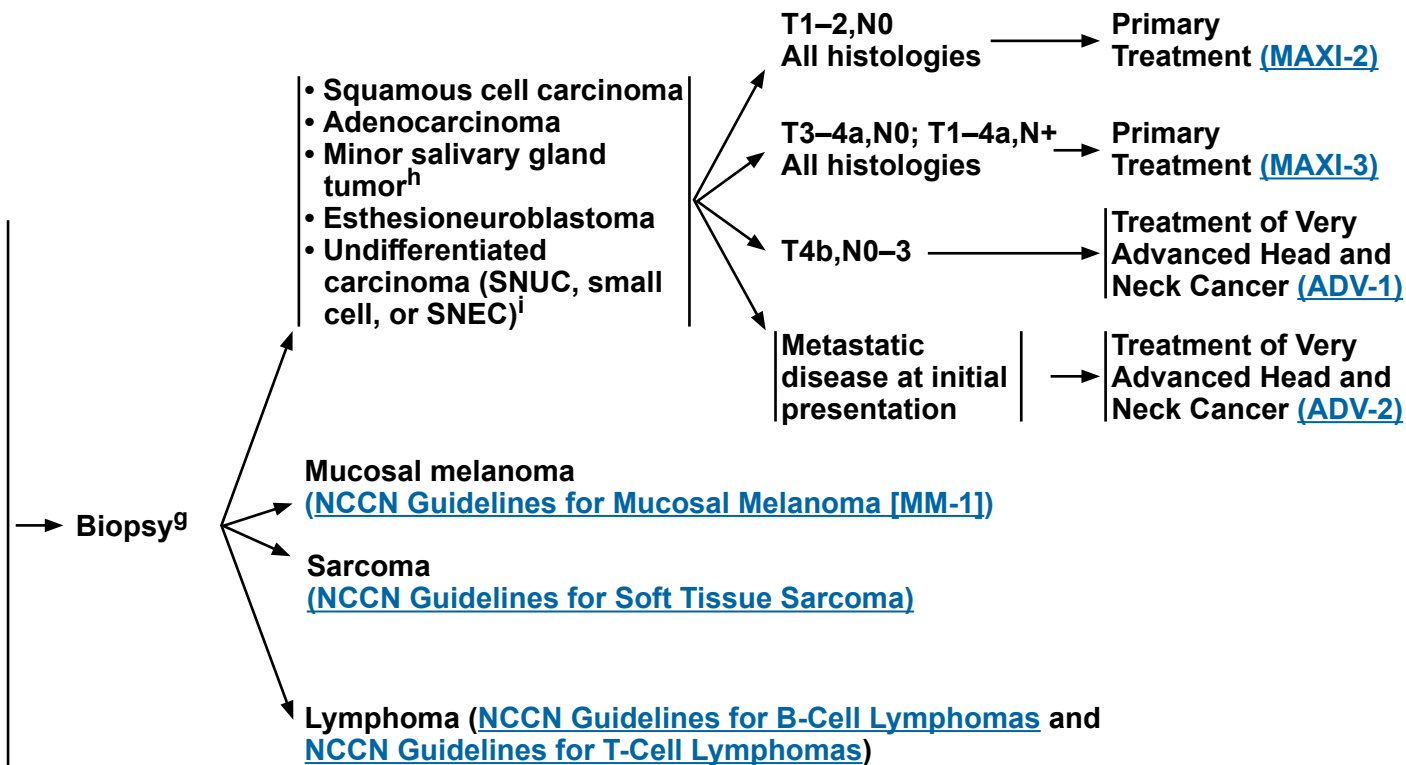 Biopsyg
• Squamous cell carcinoma
• Adenocarcinoma
• Minor salivary gland
tumorh
• Esthesioneuroblastoma
• Undifferentiated
carcinoma (SNUC, small
cell, or SNEC)i
T1–2,N0
All histologies
Primary
Treatment (MAXI-2)
T3–4a,N0; T1–4a,N+
All histologies
Primary
Treatment (MAXI-3)
T4b,N0–3
Treatment of Very
Advanced Head and
Neck Cancer (ADV-1)
Metastatic
disease at initial
presentation
Treatment of Very
Advanced Head and
Neck Cancer (ADV-2)
Mucosal melanoma
(NCCN Guidelines for Mucosal Melanoma [MM-1])
Sarcoma
(NCCN Guidelines for Soft Tissue Sarcoma)
Lymphoma (NCCN Guidelines for B-Cell Lymphomas and
NCCN Guidelines for T-Cell Lymphomas)